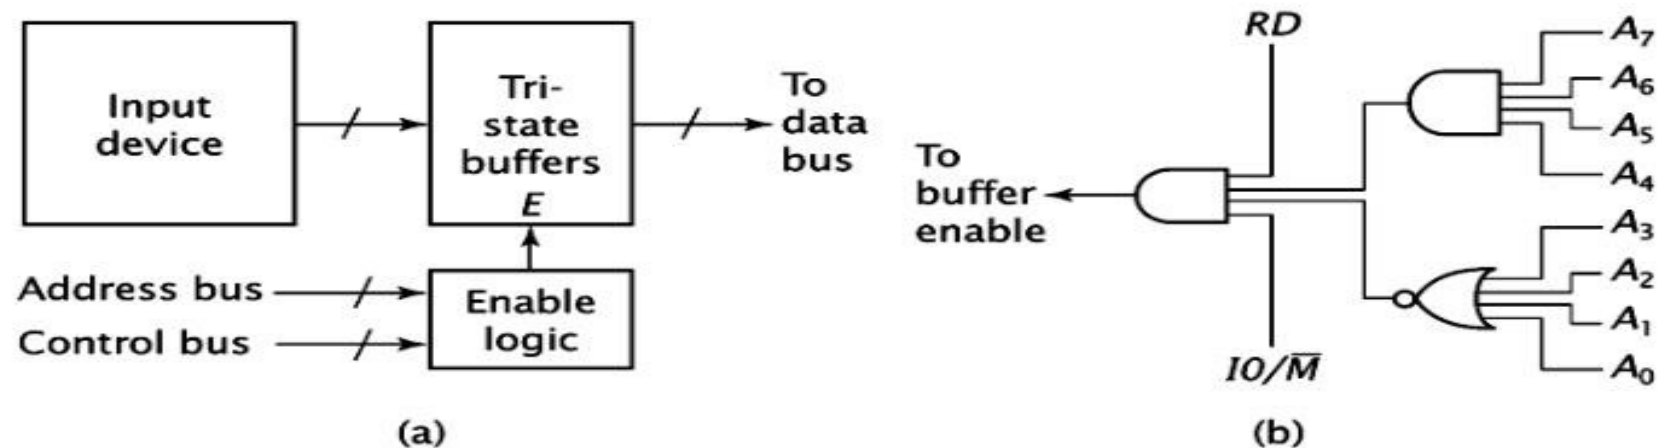 Input
device
Tri-
state
buffers
E
To
data
bus
Address bus
Control bus
Enable
logic
(a)
RD
To
buffer
enable
IO/M̅
A₇
A₆
A₅
A₄
A₃
A₂
A₁
A₀
(b)